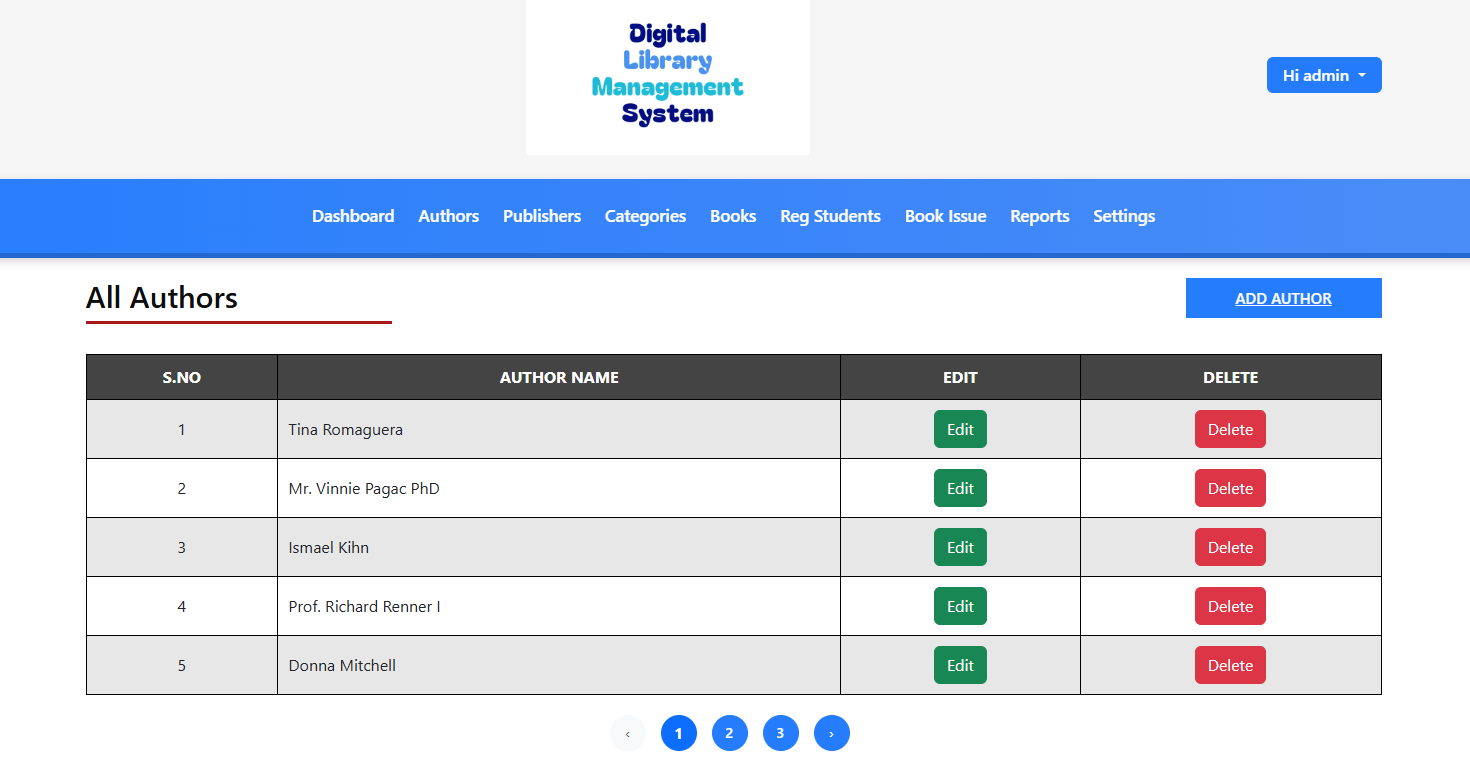 Digital
Library
Management
System
Hi admin
Dashboard Authors Publishers Categories Books Reg Students Book Issue Reports Settings
All Authors
ADD AUTHOR
S.NO AUTHOR NAME EDIT DELETE
1 Tina Romaguera Edit Delete
2 Mr. Vinnie Pagac PhD Edit Delete
3 Ismael Kihn Edit Delete
4 Prof. Richard Renner I Edit Delete
5 Donna Mitchell Edit Delete
‹ 1 2 3 ›